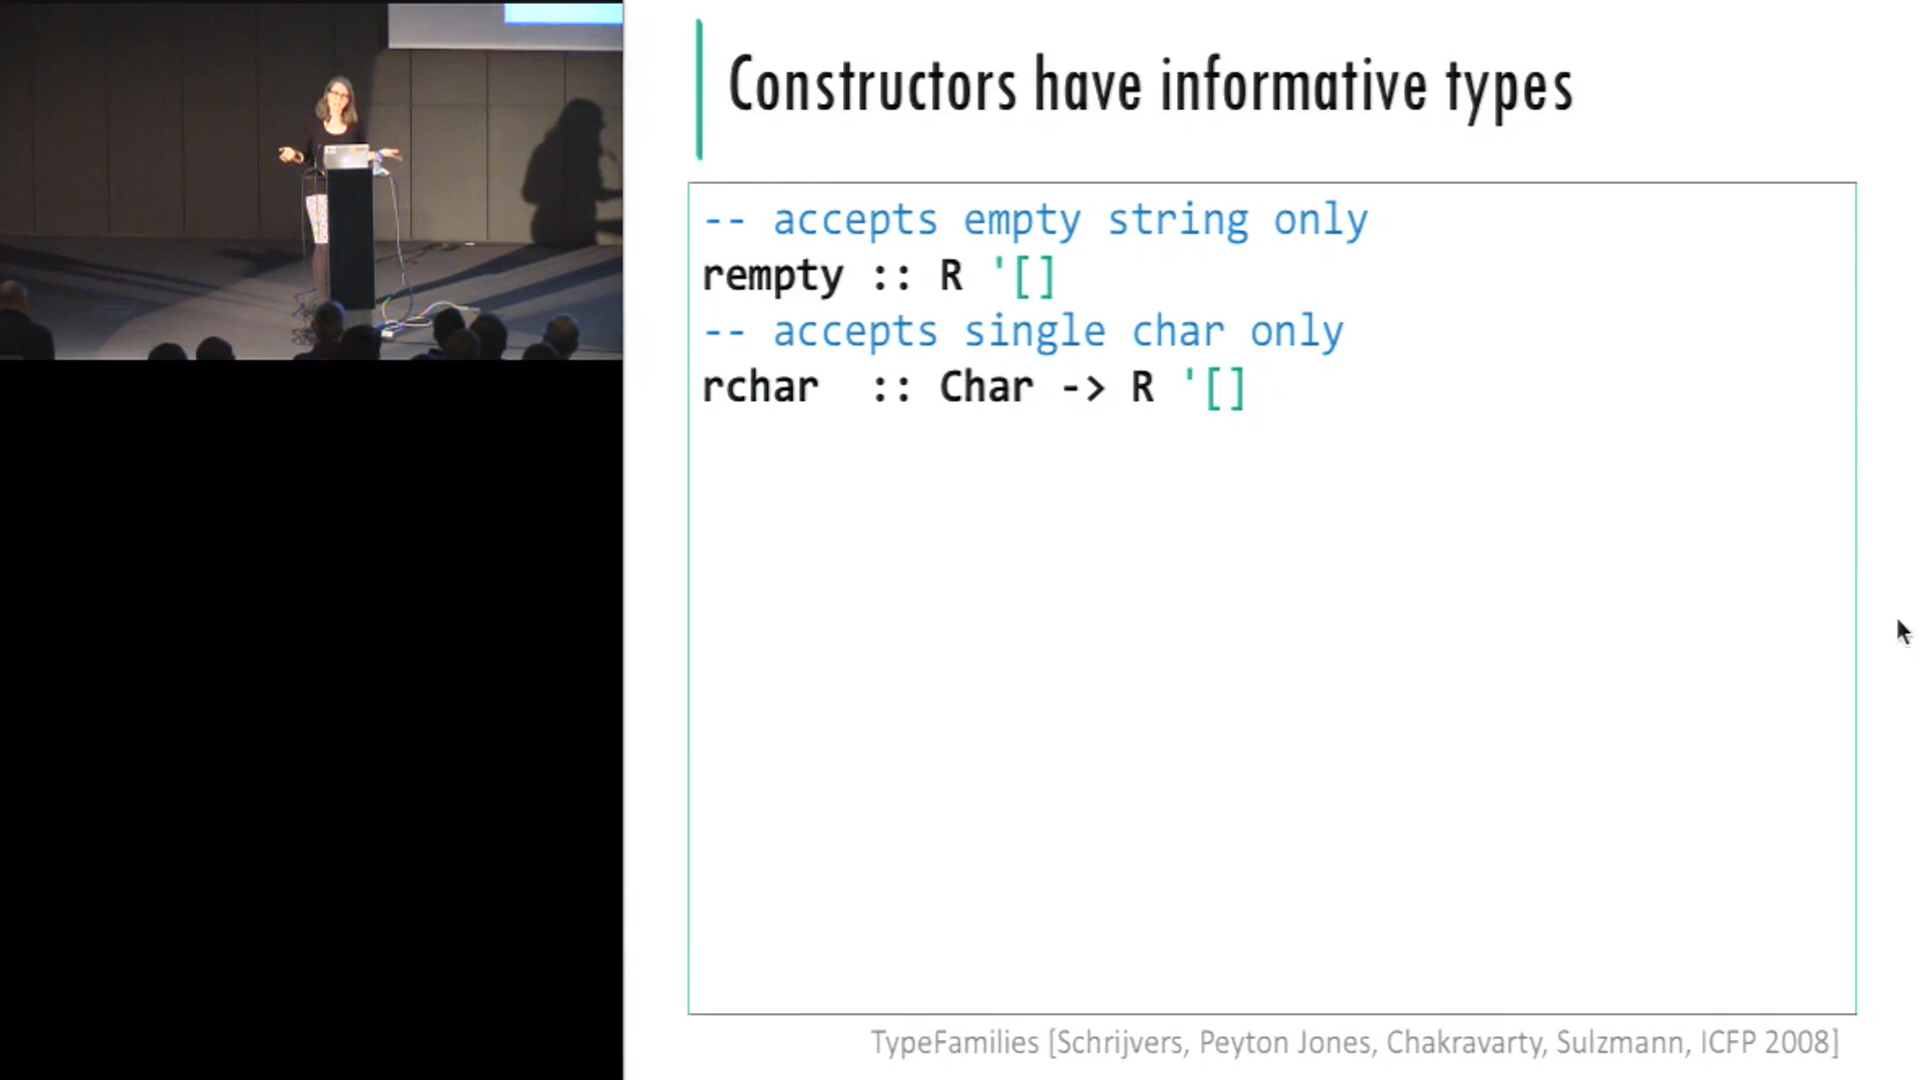 Constructors have informative types
-- accepts empty string only
rempty :: R '[]
-- accepts single char only
rchar  :: Char -> R '[]
TypeFamilies [Schrijvers, Peyton Jones, Chakravarty, Sulzmann, ICFP 2008]